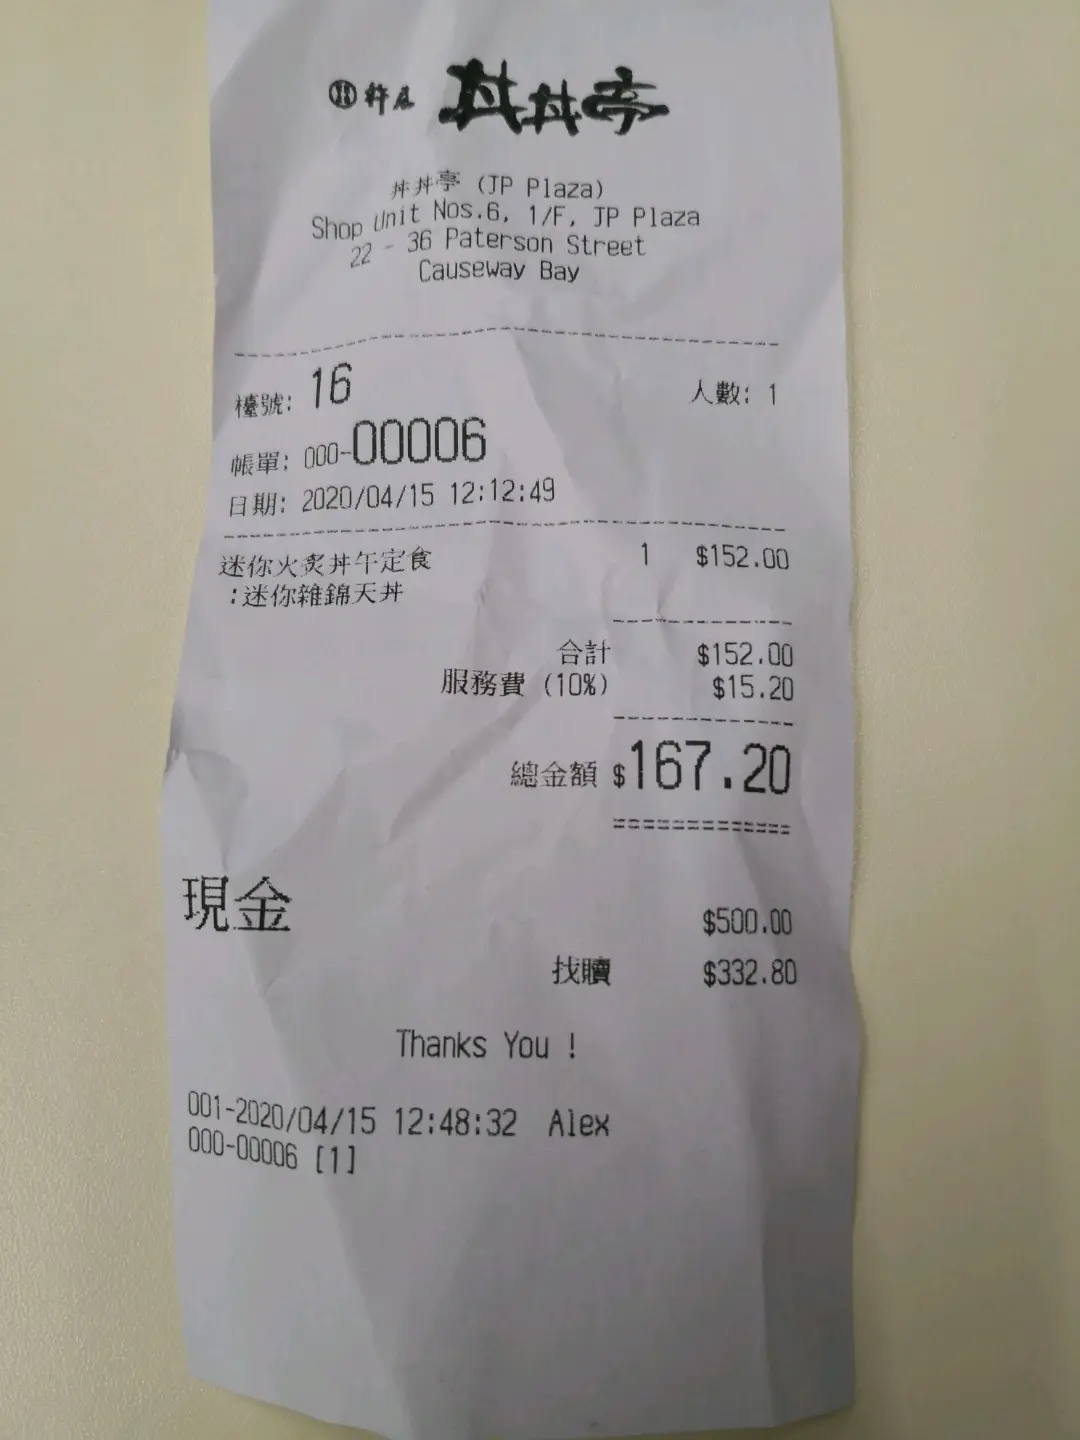 杵屋 丼丼亭
丼丼亭 (JP Plaza)
Shop Unit Nos.6, 1/F, JP Plaza
22 - 36 Paterson Street
Causeway Bay
檯號: 16 人數: 1
帳單: 000-00006
日期: 2020/04/15 12:12:49
迷你火炙丼午定食 1 $152.00
:迷你雜錦天丼
合計 $152.00
服務費 (10%) $15.20
總金額 $167.20
現金 $500.00
找贖 $332.80
Thanks You !
001-2020/04/15 12:48:32 Alex
000-00006 [1]